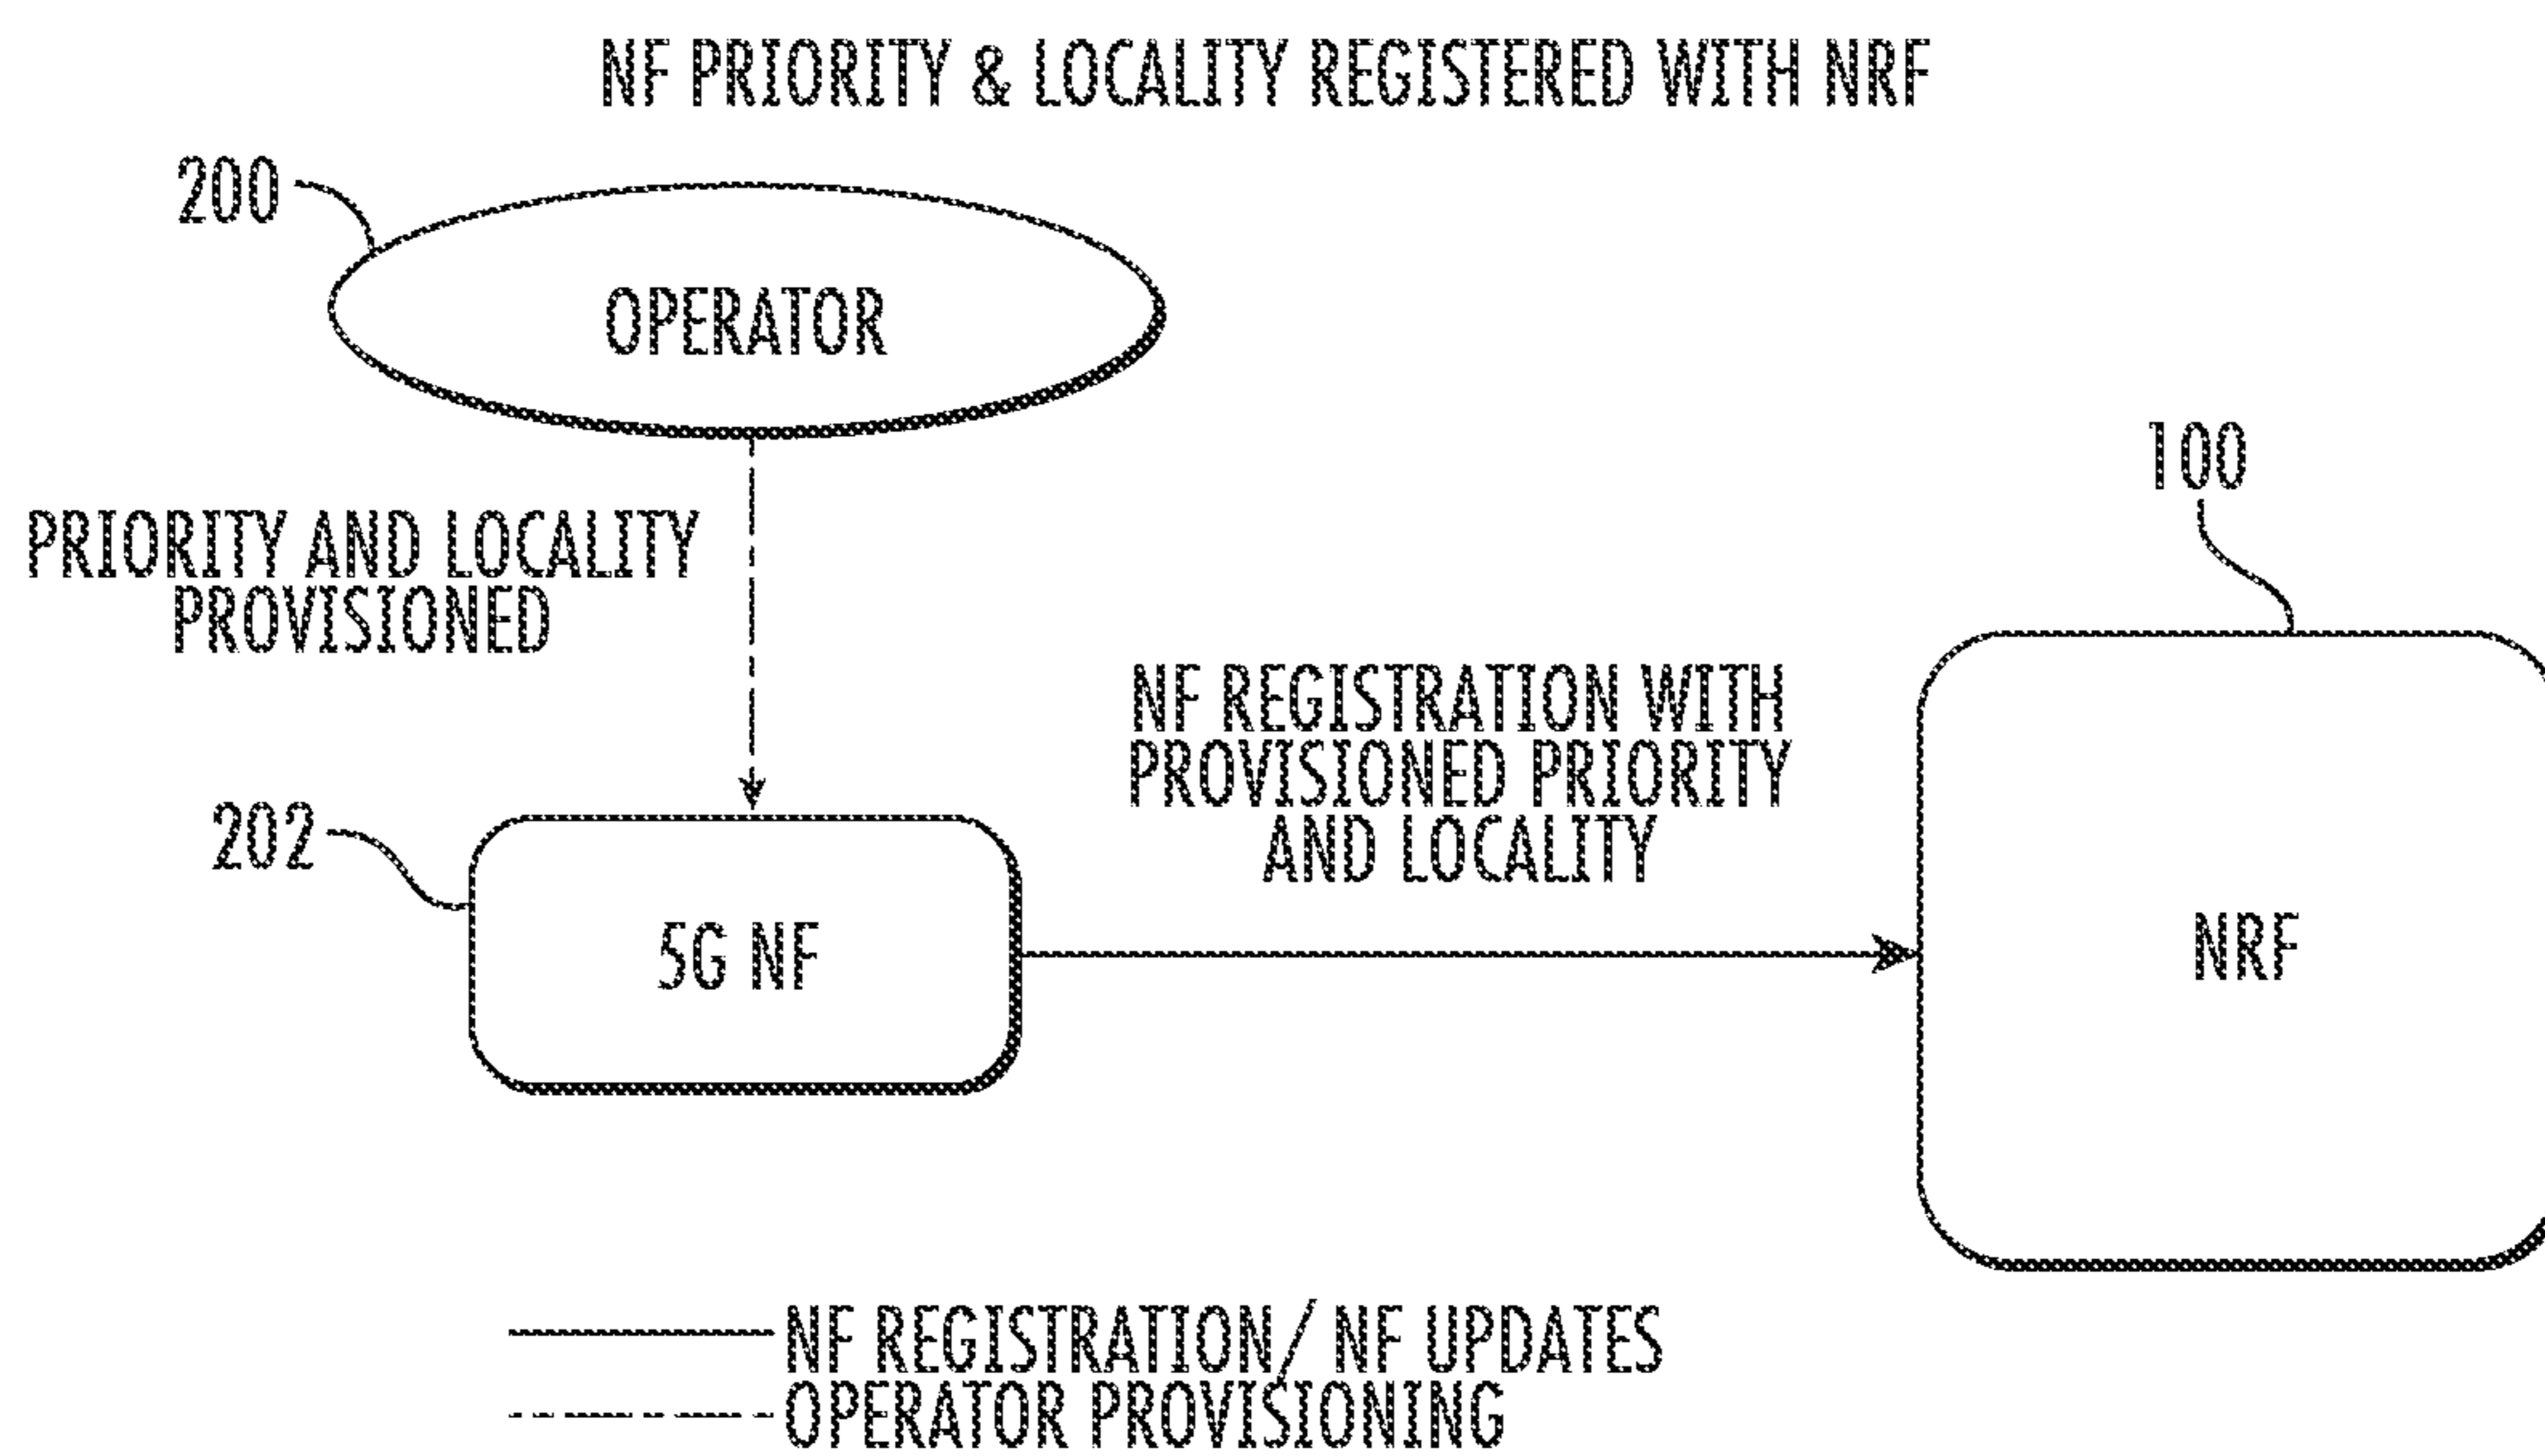 NF PRIORITY & LOCALITY REGISTERED WITH NRF
200
OPERATOR
100
PRIORITY AND LOCALITY
PROVISIONED
NF REGISTRATION WITH
PROVISIONED PRIORITY
AND LOCALITY
202
5G NF
NRF
NF REGISTRATION/ NF UPDATES
OPERATOR PROVISIONING